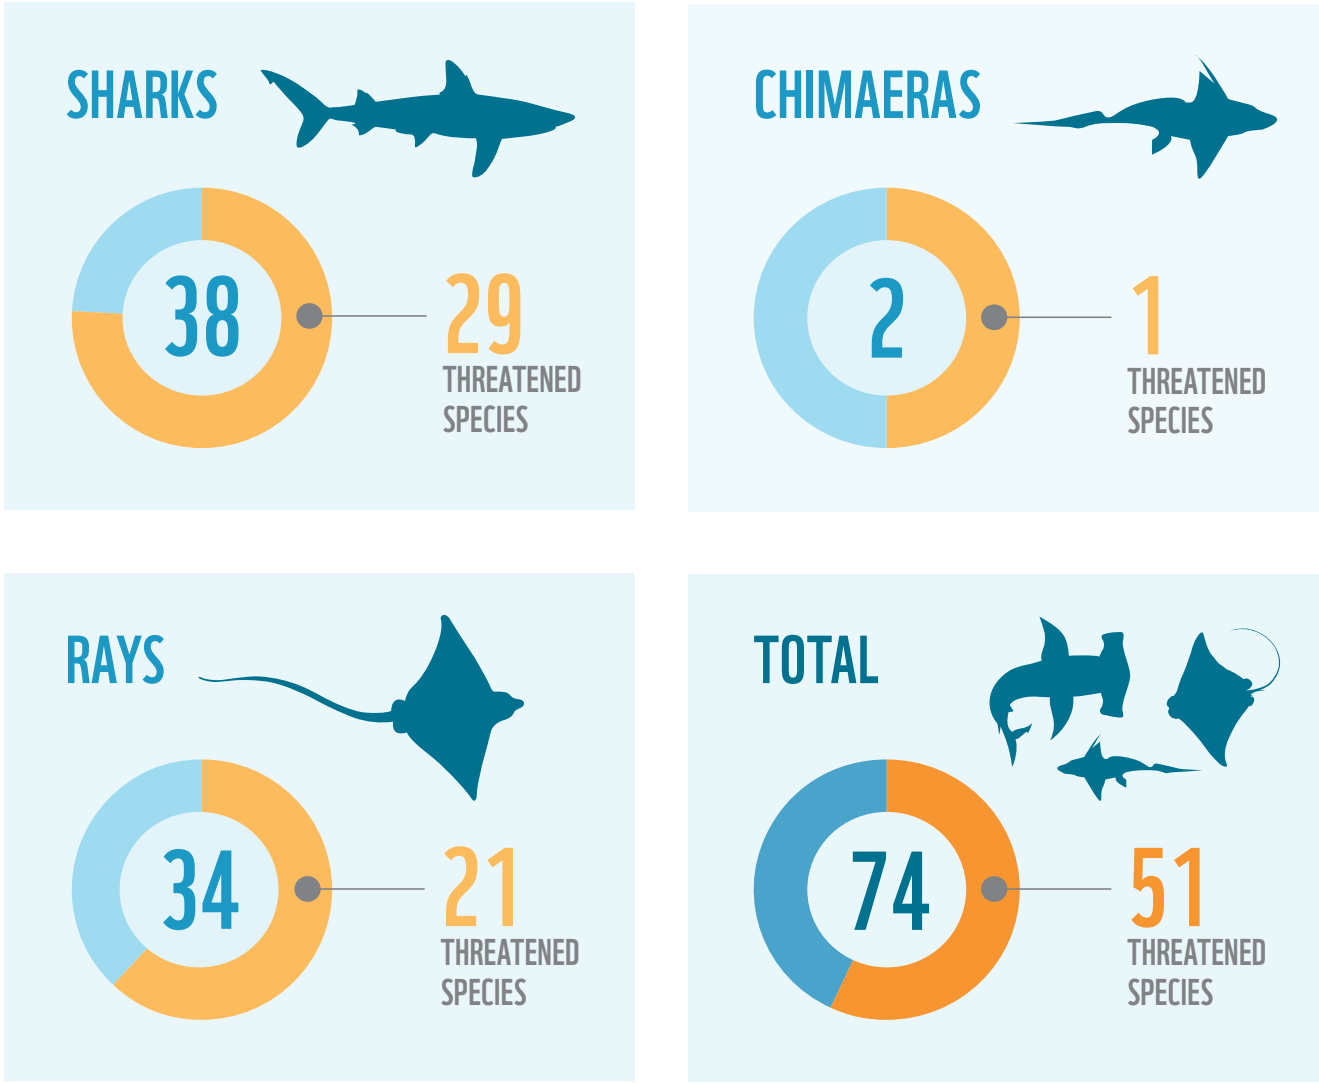 SHARKS
38
29
THREATENED
SPECIES
CHIMAERAS
2
1
THREATENED
SPECIES
RAYS
34
21
THREATENED
SPECIES
TOTAL
74
51
THREATENED
SPECIES